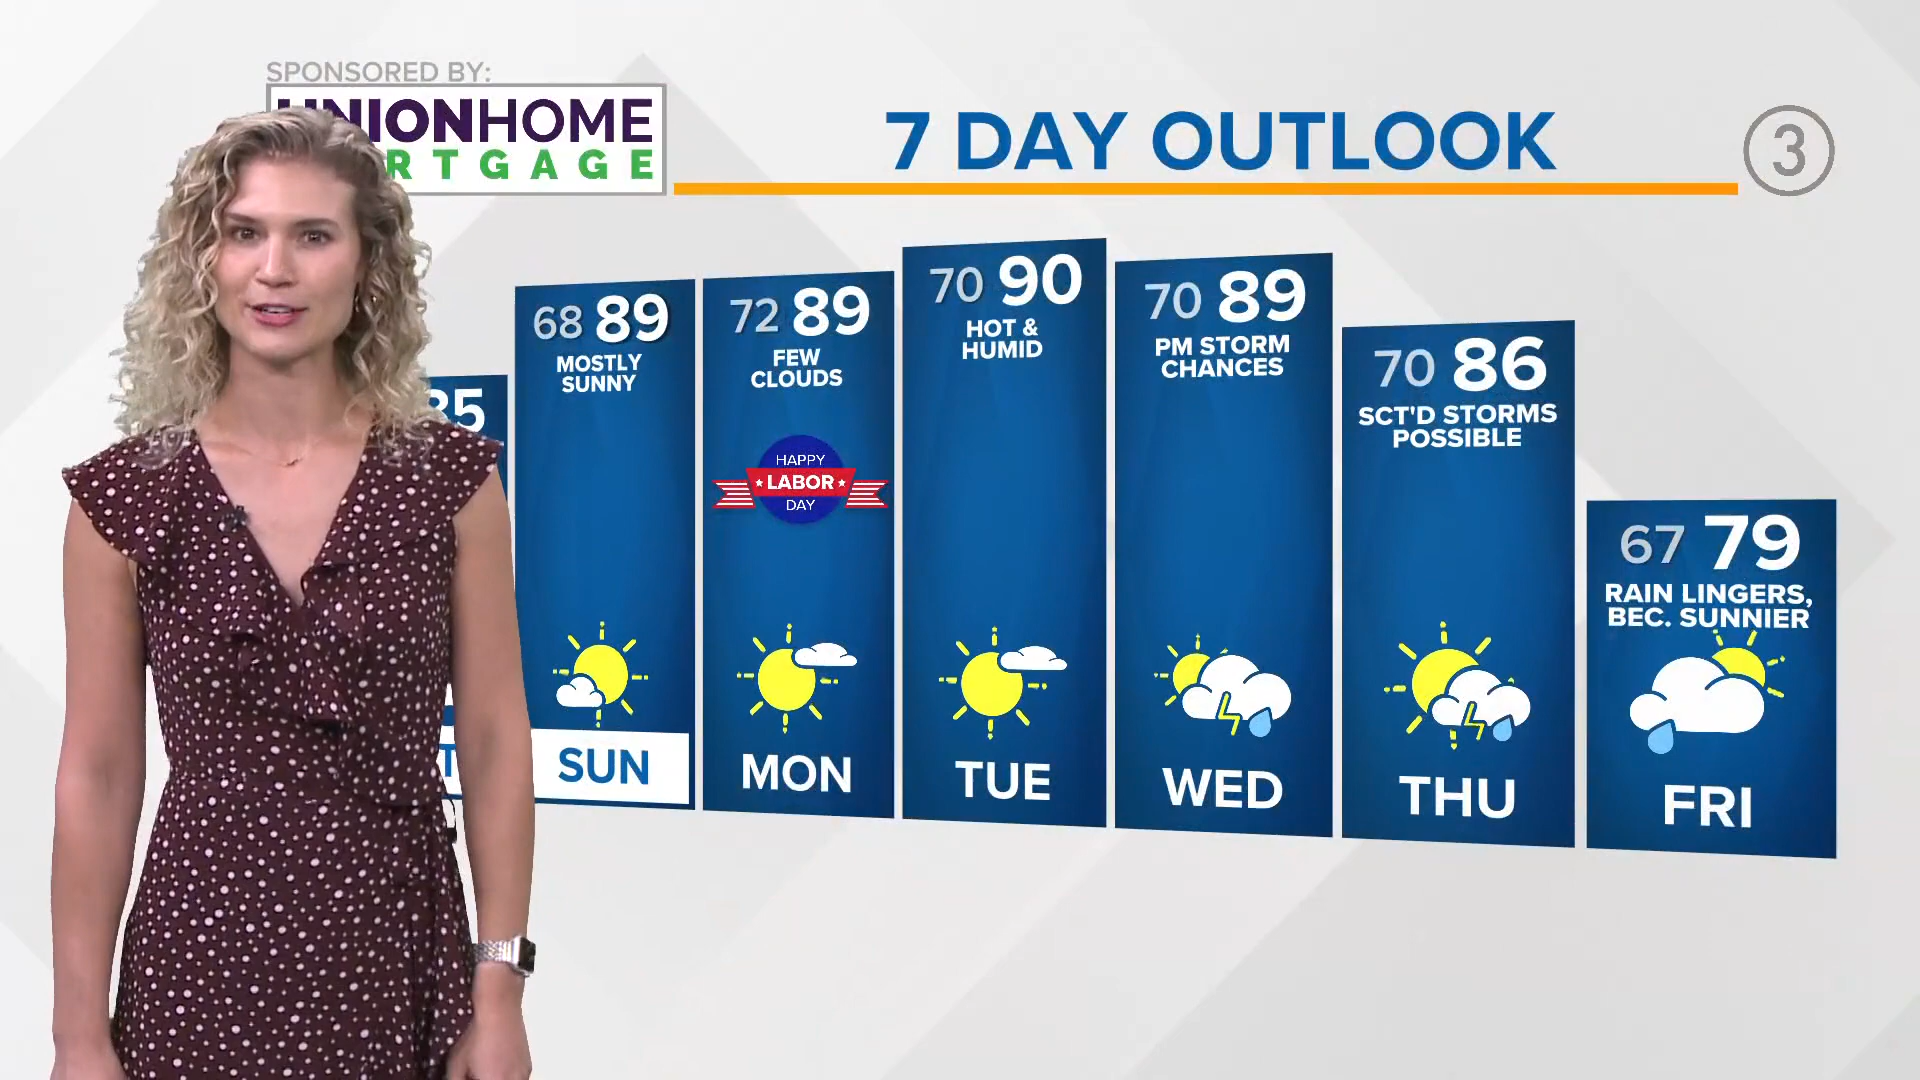 SPONSORED BY:
UNIONHOME
RTGAGE
7 DAY OUTLOOK
3
85
68 89
MOSTLY
SUNNY
SUN
72 89
FEW
CLOUDS
HAPPY
LABOR
DAY
MON
70 90
HOT &
HUMID
TUE
70 89
PM STORM
CHANCES
WED
70 86
SCT'D STORMS
POSSIBLE
THU
67 79
RAIN LINGERS,
BEC. SUNNIER
FRI